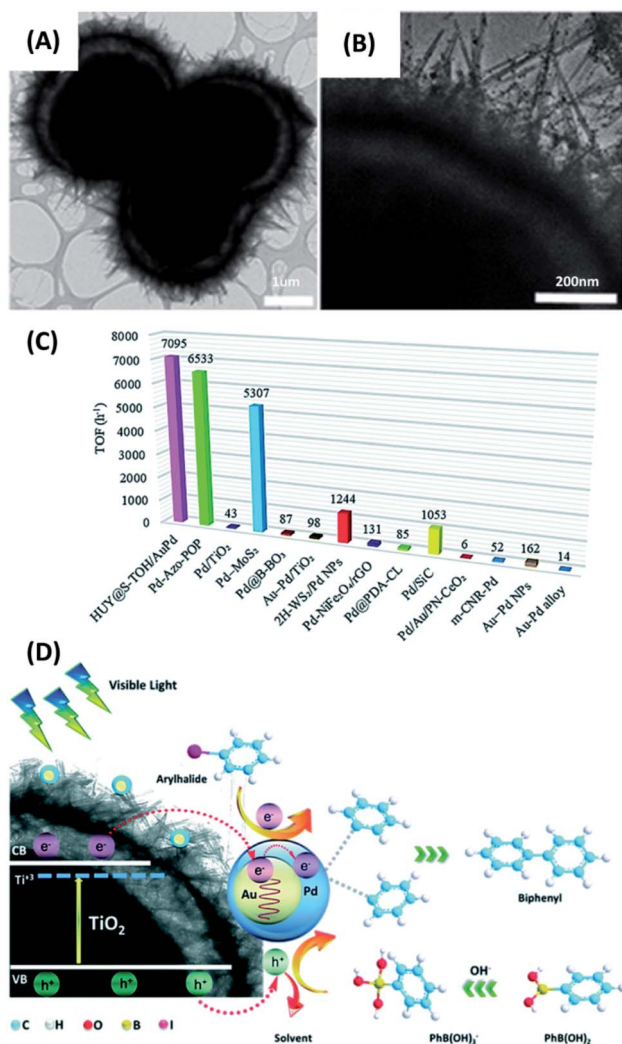 (A)
1um
(B)
200nm
(C)
TOF (h⁻¹)
8000
7000
6000
5000
4000
3000
2000
1000
0
7095
6533
43
5307
87
98
1244
131
85
1053
6
52
162
14
HUY@S-TOH/AuPd
Pd-Azo-POP
Pd/TiO₂
Pd-MoS₂
Pd@B-BO₃
Au-Pd/TiO₂
2H-WS₂/Pd NPs
Pd-NiFe₂O₄/rGO
Pd@PDA-CL
Pd/SiC
Pd/Au/PN-CeO₂
m-CNR-Pd
Au-Pd NPs
Au-Pd alloy
(D)
Visible Light
Arylhalide
e⁻
CB
e⁻
e⁻
Ti⁺³
e⁻
e⁻
Au
Pd
Biphenyl
TiO₂
VB
h⁺
h⁺
h⁺
h⁺
OH⁻
Solvent
PhB(OH)₃⁻
PhB(OH)₂
C H O B I